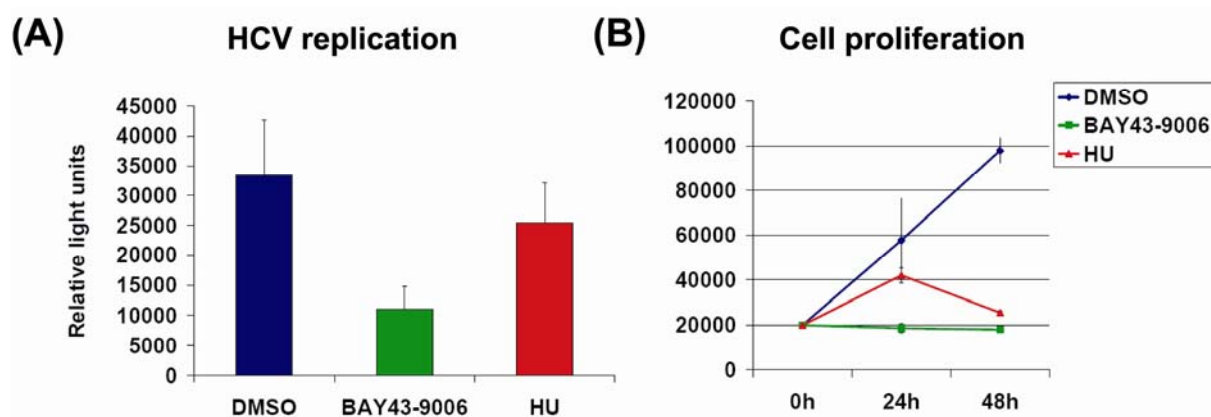 (A) HCV replication
Relative light units
45000
40000
35000
30000
25000
20000
15000
10000
5000
0
DMSO BAY43-9006 HU
(B) Cell proliferation
120000
100000
80000
60000
40000
20000
0
0h 24h 48h
DMSO
BAY43-9006
HU